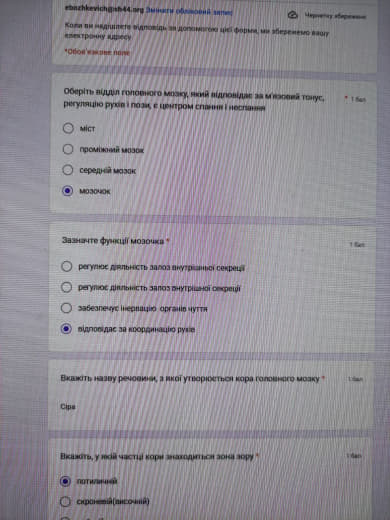 ebozhkevich@sh44.org Змінити обліковий запис
Чернетку збережено
Коли ви надішлете відповідь за допомогою цієї форми, ми збережемо вашу
електронну адресу
*Обов'язкове поле
Оберіть відділ головного мозку, який відповідає за м'язовий тонус,
регуляцію рухів і пози, є центром спання і неспання
* 1 бал
міст
проміжний мозок
середній мозок
мозочок
Зазначте функції мозочка *
1 бал
регулює діяльність залоз внутрішньої секреції
регулює діяльність залоз внутрішньої секреції
забезпечує інервацію органів чуття
відповідає за координацію рухів
Вкажіть назву речовини, з якої утворюється кора головного мозку *
1 бал
Сіра
Вкажіть, у якій частці кори знаходиться зона зору *
1 бал
потиличній
скроневій(височній)